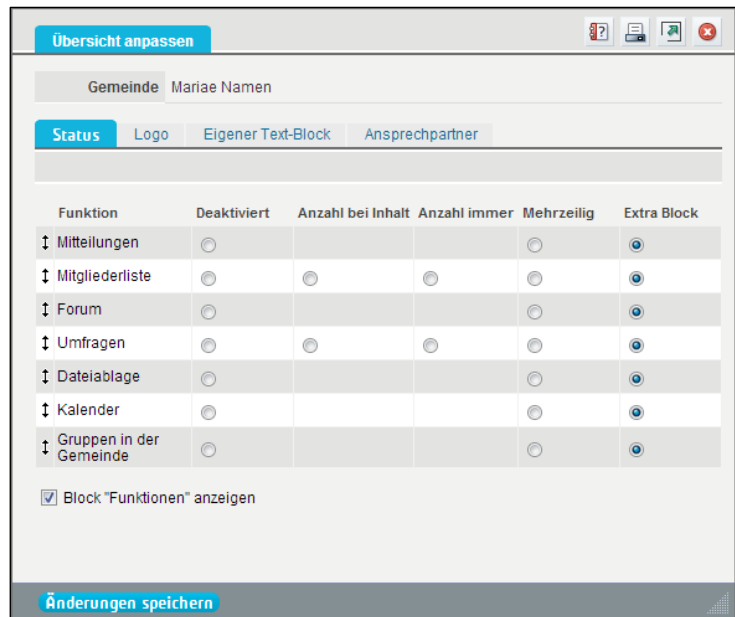 Übersicht anpassen
Gemeinde Mariae Namen
Status Logo Eigener Text-Block Ansprechpartner
Funktion Deaktiviert Anzahl bei Inhalt Anzahl immer Mehrzeilig Extra Block
Mitteilungen
Mitgliederliste
Forum
Umfragen
Dateiablage
Kalender
Gruppen in der
Gemeinde
Block "Funktionen" anzeigen
Änderungen speichern